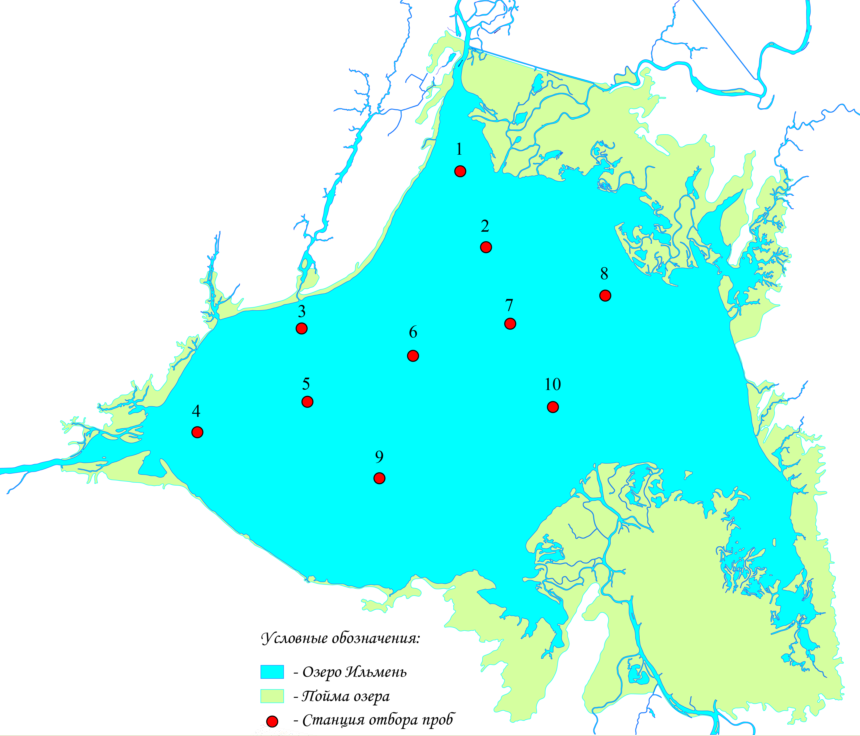 1
2
8
3
7
6
5
10
4
9
Условные обозначения:
- Озеро Ильмень
- Пойма озера
- Станция отбора проб